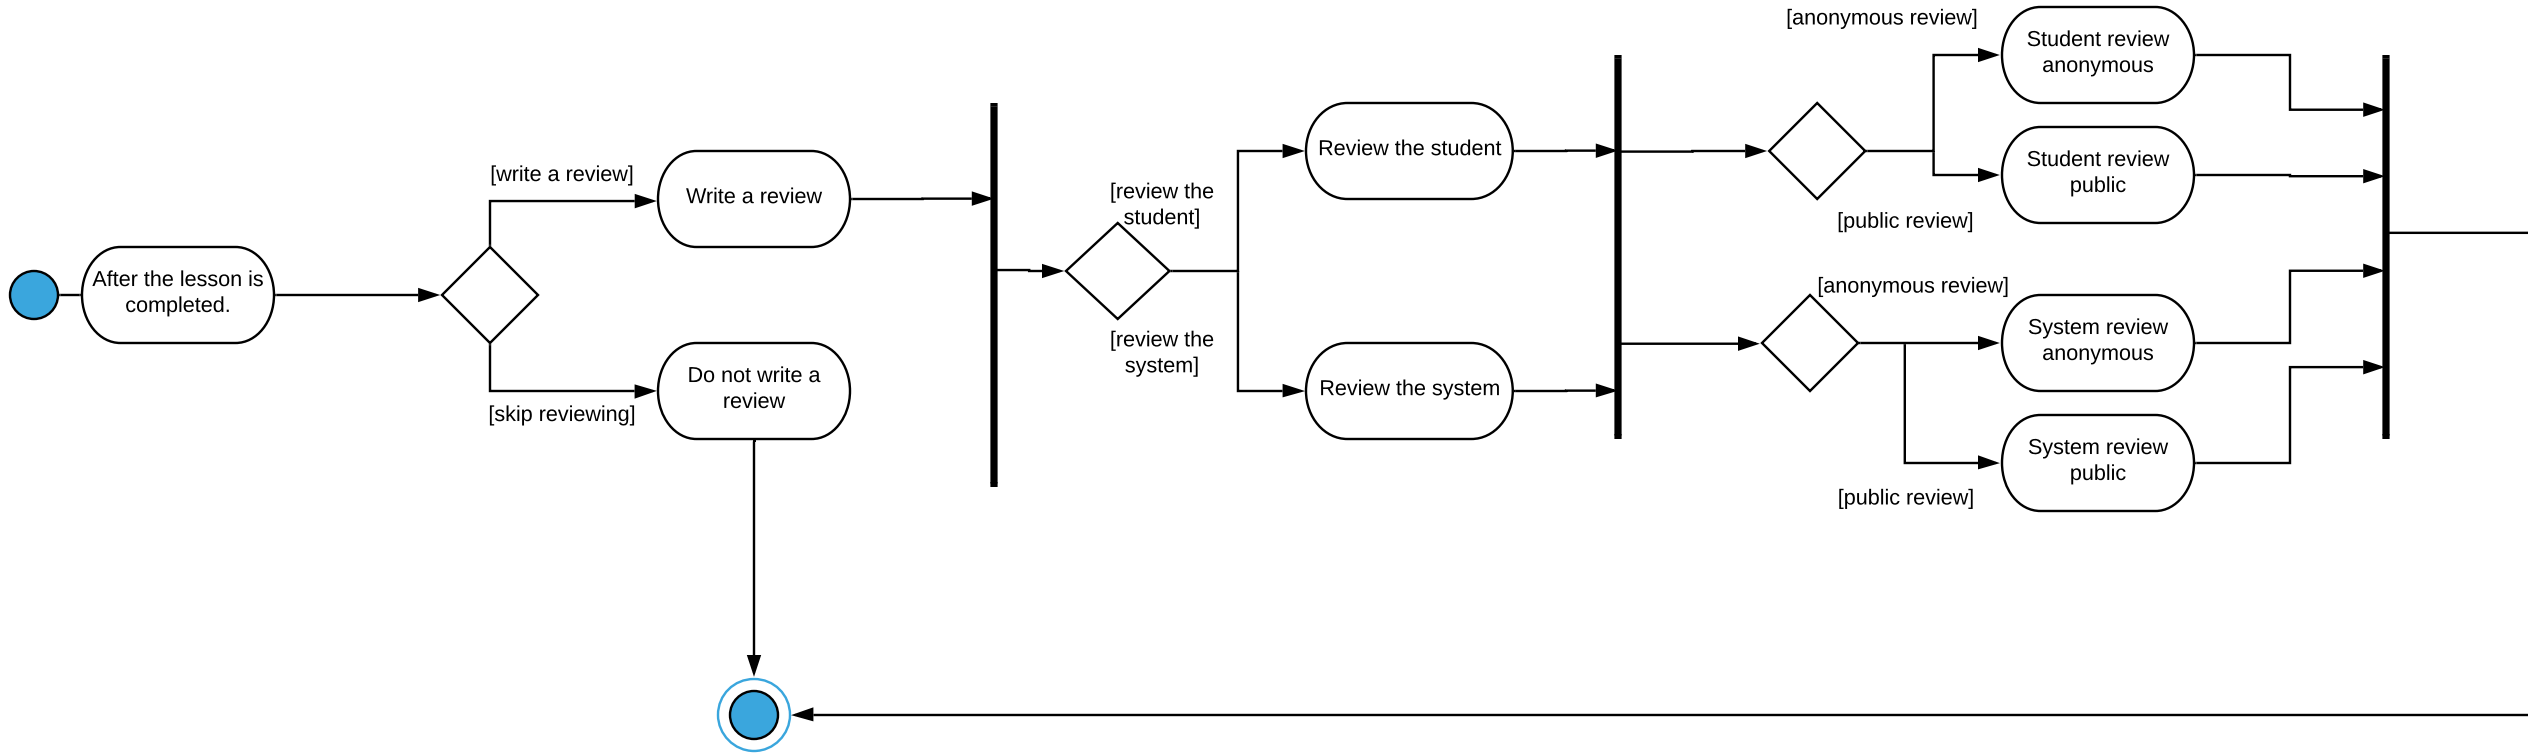 After the lesson is
completed.
[write a review]
Write a review
[skip reviewing]
Do not write a
review
[review the
student]
[review the
system]
Review the student
Review the system
[anonymous review]
Student review
anonymous
Student review
public
[public review]
[anonymous review]
System review
anonymous
System review
public
[public review]